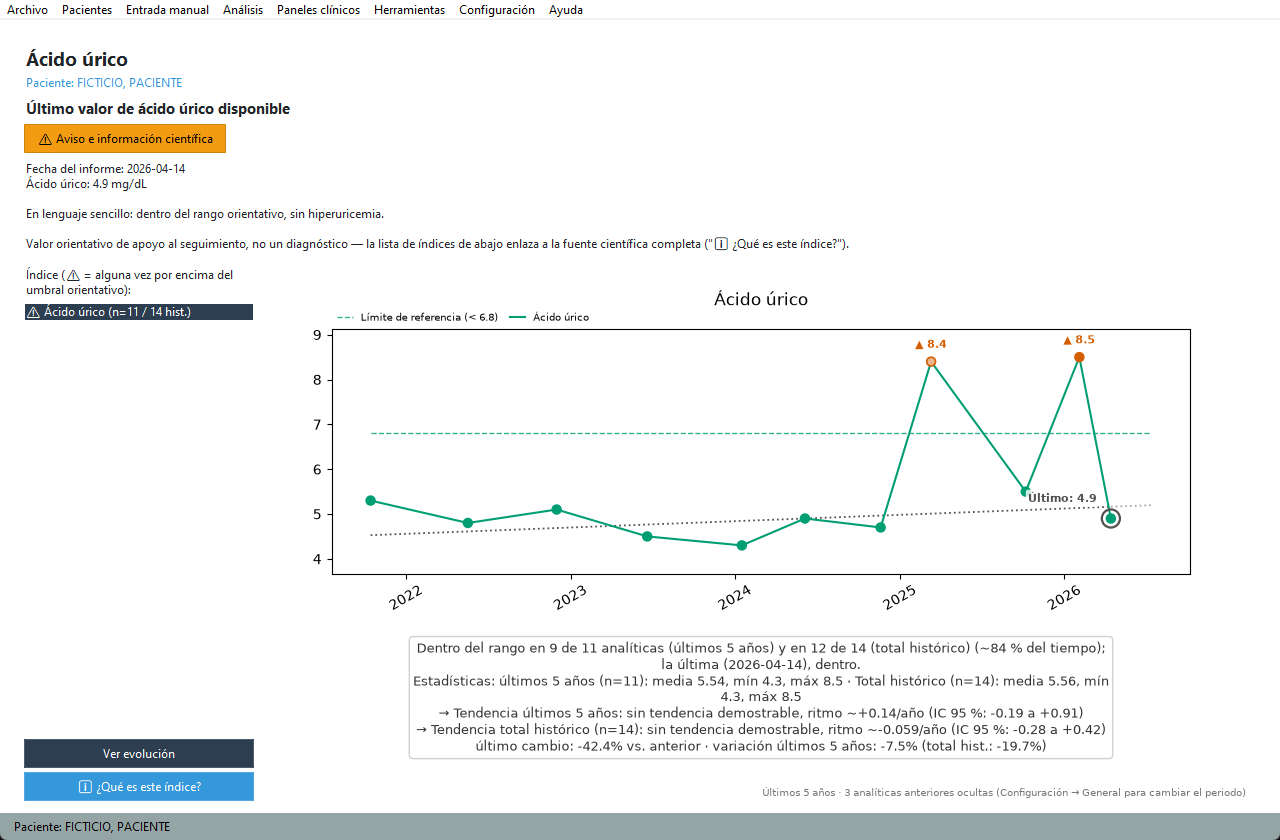 Archivo Pacientes Entrada manual Análisis Paneles clínicos Herramientas Configuración Ayuda
Ácido úrico
Paciente: FICTICIO, PACIENTE
Último valor de ácido úrico disponible
⚠ Aviso e información científica
Fecha del informe: 2026-04-14
Ácido úrico: 4.9 mg/dL
En lenguaje sencillo: dentro del rango orientativo, sin hiperuricemia.
Valor orientativo de apoyo al seguimiento, no un diagnóstico — la lista de índices de abajo enlaza a la fuente científica completa ("ℹ ¿Qué es este índice?").
Índice (⚠ = alguna vez por encima del
umbral orientativo):
⚠ Ácido úrico (n=11 / 14 hist.)
Ácido úrico
Límite de referencia (< 6.8) Ácido úrico
9
8
7
6
5
4
▲ 8.4
▲ 8.5
Último: 4.9
2022 2023 2024 2025 2026
Dentro del rango en 9 de 11 analíticas (últimos 5 años) y en 12 de 14 (total histórico) (~84 % del tiempo);
la última (2026-04-14), dentro.
Estadísticas: últimos 5 años (n=11): media 5.54, mín 4.3, máx 8.5 · Total histórico (n=14): media 5.56, mín
4.3, máx 8.5
→ Tendencia últimos 5 años: sin tendencia demostrable, ritmo ~+0.14/año (IC 95 %: -0.19 a +0.91)
→ Tendencia total histórico (n=14): sin tendencia demostrable, ritmo ~-0.059/año (IC 95 %: -0.28 a +0.42)
último cambio: -42.4% vs. anterior · variación últimos 5 años: -7.5% (total hist.: -19.7%)
Ver evolución
ℹ ¿Qué es este índice?
Últimos 5 años · 3 analíticas anteriores ocultas (Configuración → General para cambiar el periodo)
Paciente: FICTICIO, PACIENTE